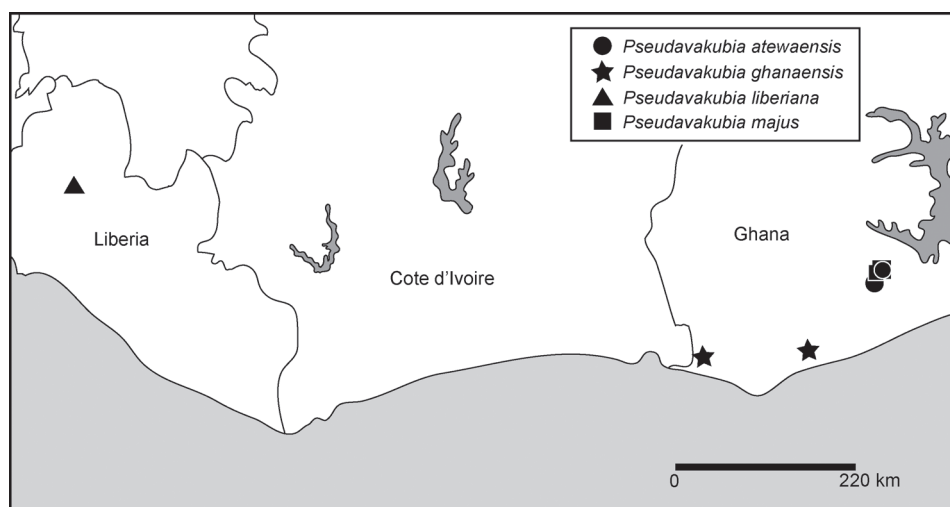 Pseudavakubia atewaensis
Pseudavakubia ghanaensis
Pseudavakubia liberiana
Pseudavakubia majus
Liberia
Ghana
Cote d'Ivoire
0
220 km